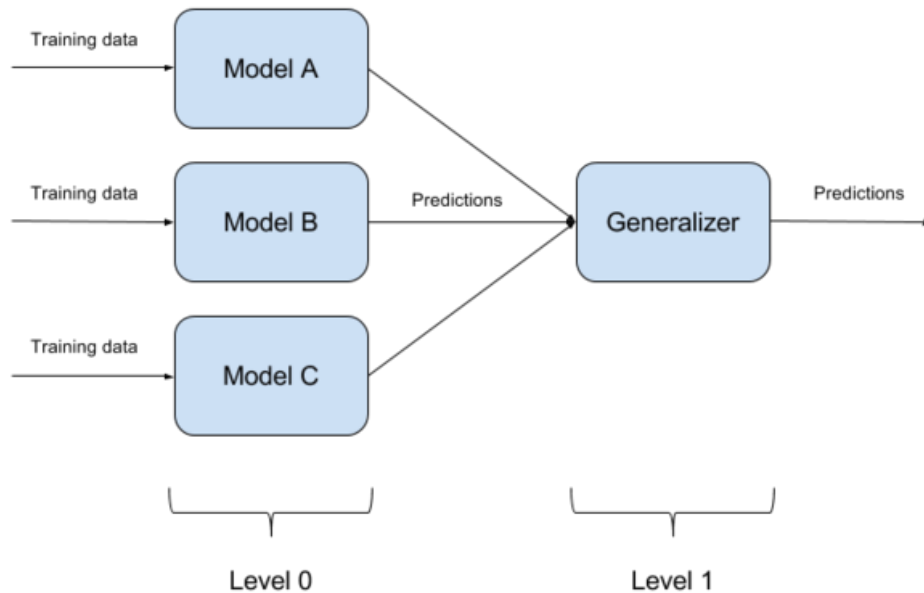 Training data
Model A
Training data
Model B
Predictions
Generalizer
Predictions
Training data
Model C
Level 0
Level 1